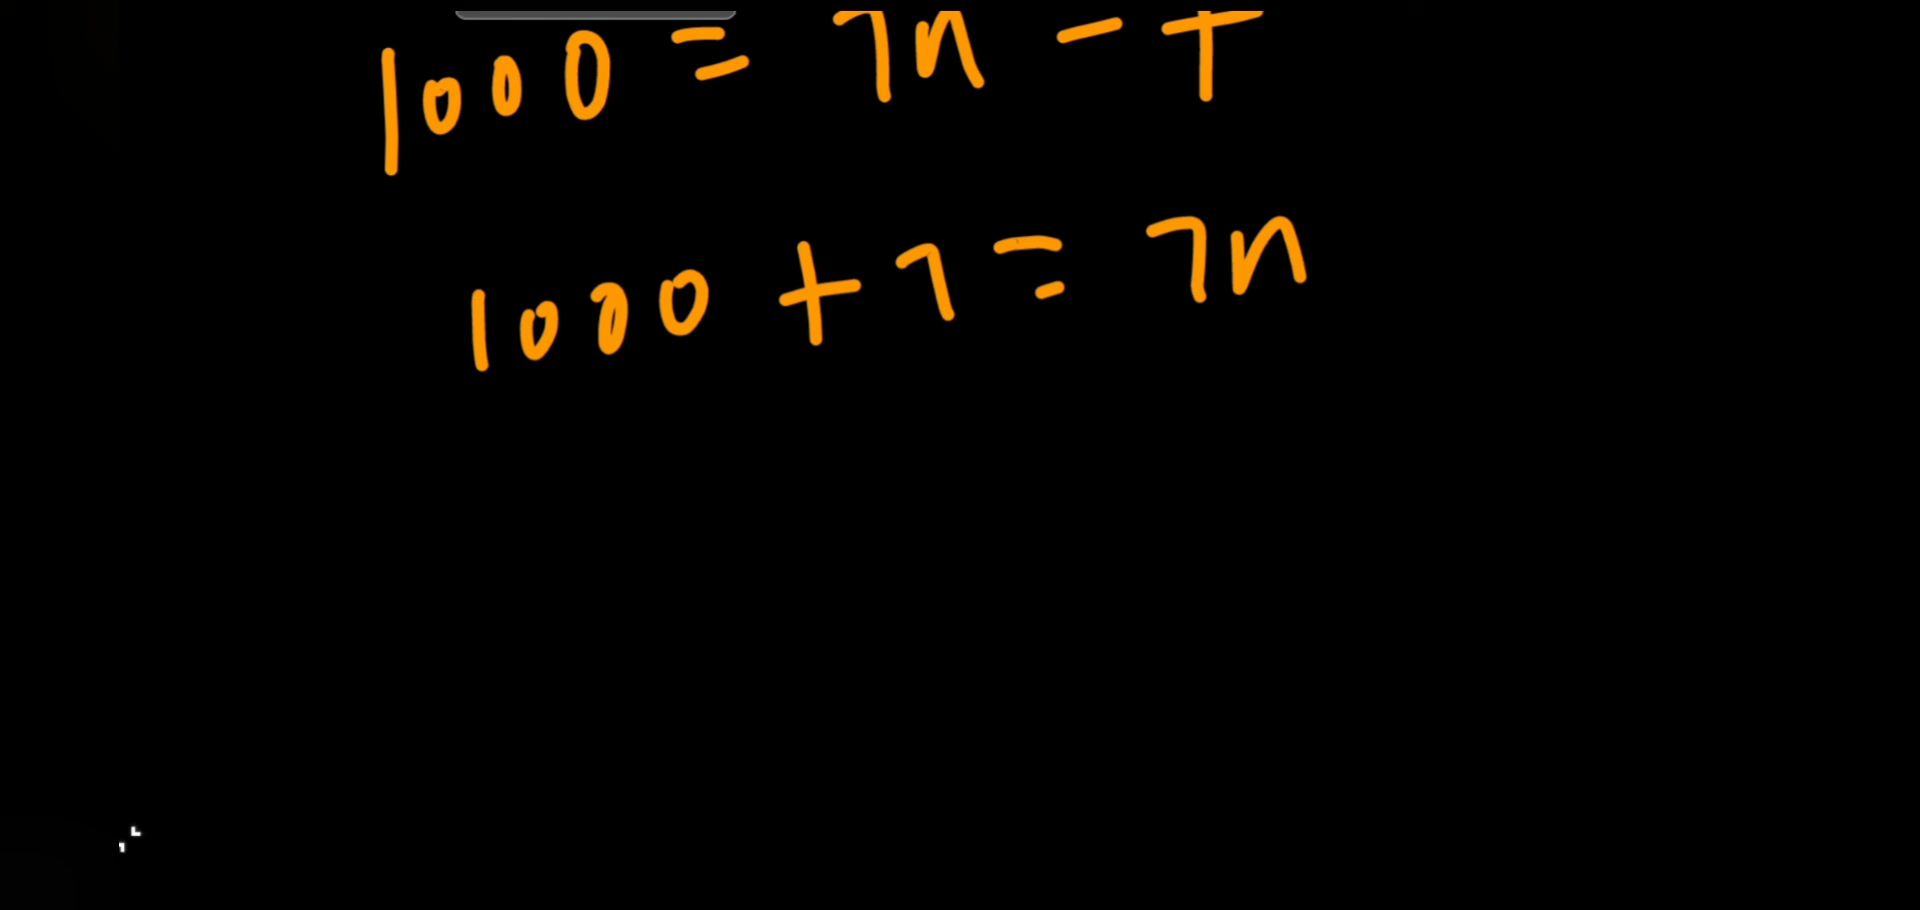 1000 = 7n - 7
1000 + 7 = 7n